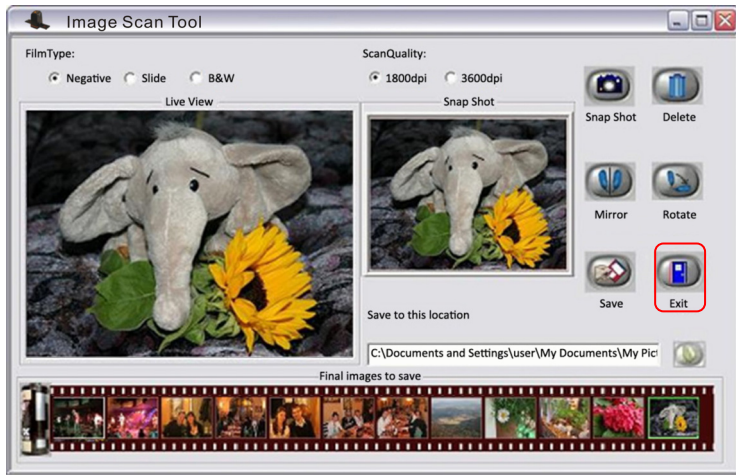 Image Scan Tool
FilmType:
Negative Slide B&W
ScanQuality:
1800dpi 3600dpi
Live View
Snap Shot
Snap Shot Delete
Mirror Rotate
Save Exit
Save to this location
C:\Documents and Settings\user\My Documents\My Pict
Final images to save